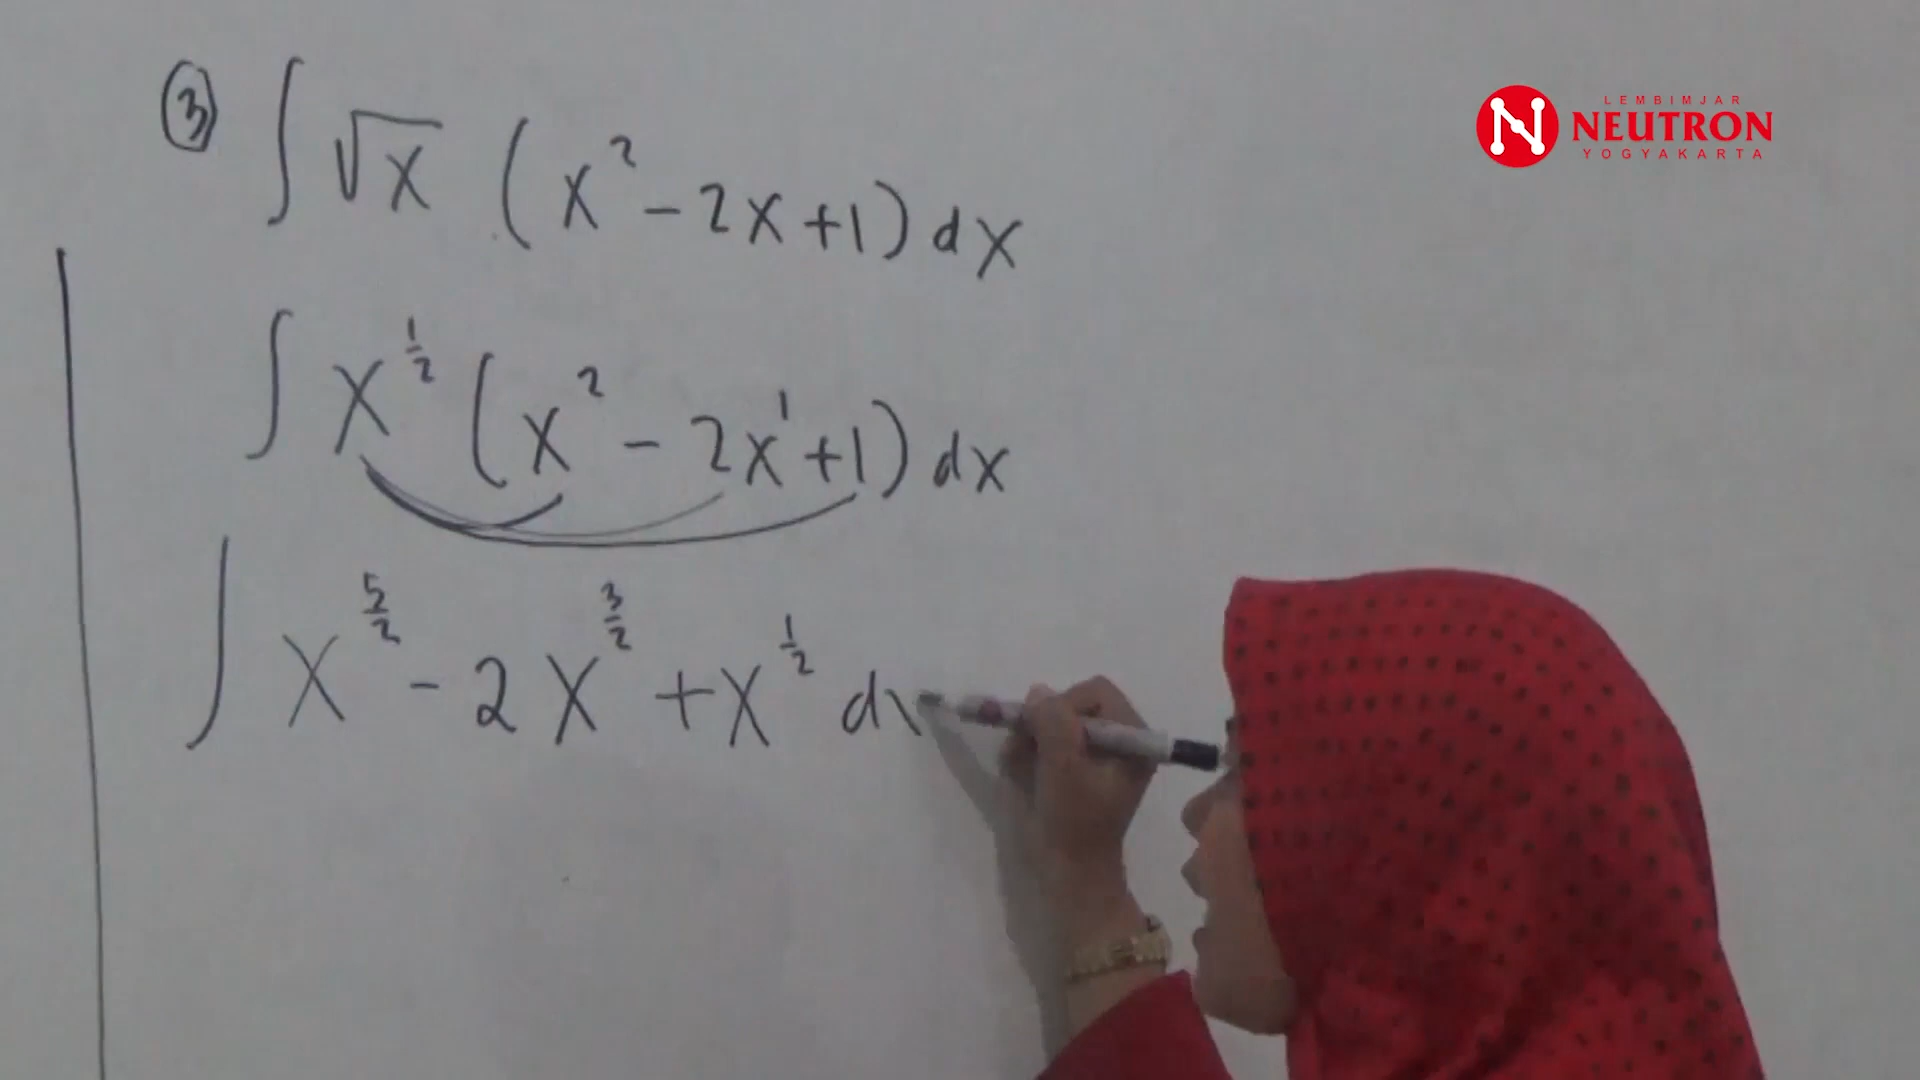 ③ ∫ √x (x² - 2x + 1) dx
∫ x^{1/2} (x² - 2x¹ + 1) dx
∫ x^{5/2} - 2x^{3/2} + x^{1/2} dx
LEMBIMJAR
NEUTRON
YOGYAKARTA